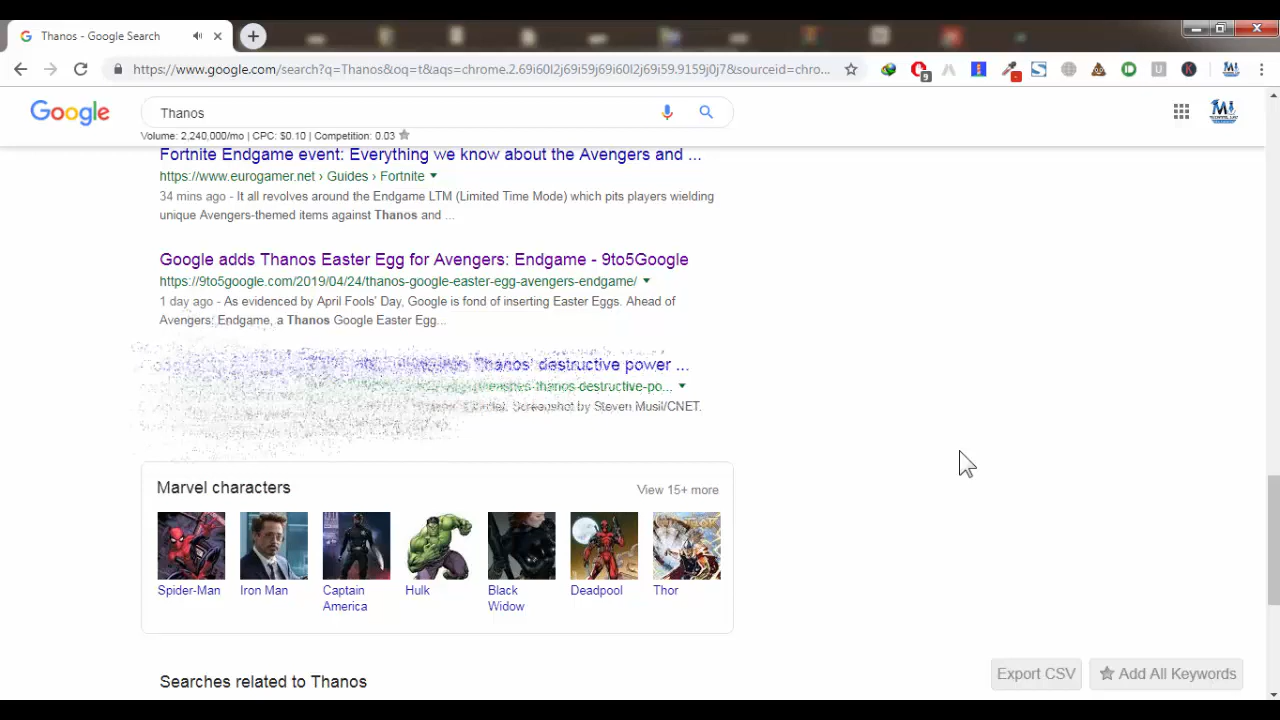 Thanos - Google Search
https://www.google.com/search?q=Thanos&oq=t&aqs=chrome.2.69i60l2j69i59j69i60l2j69i59.9159j0j7&sourceid=chro...
9
Google
Thanos
Volume: 2,240,000/mo | CPC: $0.10 | Competition: 0.03
Fortnite Endgame event: Everything we know about the Avengers and ...
https://www.eurogamer.net › Guides › Fortnite
34 mins ago - It all revolves around the Endgame LTM (Limited Time Mode) which pits players wielding
unique Avengers-themed items against Thanos and ...
Google adds Thanos Easter Egg for Avengers: Endgame - 9to5Google
https://9to5google.com/2019/04/24/thanos-google-easter-egg-avengers-endgame/
1 day ago - As evidenced by April Fools' Day, Google is fond of inserting Easter Eggs. Ahead of
Avengers: Endgame, a Thanos Google Easter Egg...
Thanos' destructive power ...
thanos-destructive-po...
Screenshot by Steven Musil/CNET.
Marvel characters
View 15+ more
Spider-Man Iron Man Captain America Hulk Black Widow Deadpool Thor
Searches related to Thanos
Export CSV
Add All Keywords